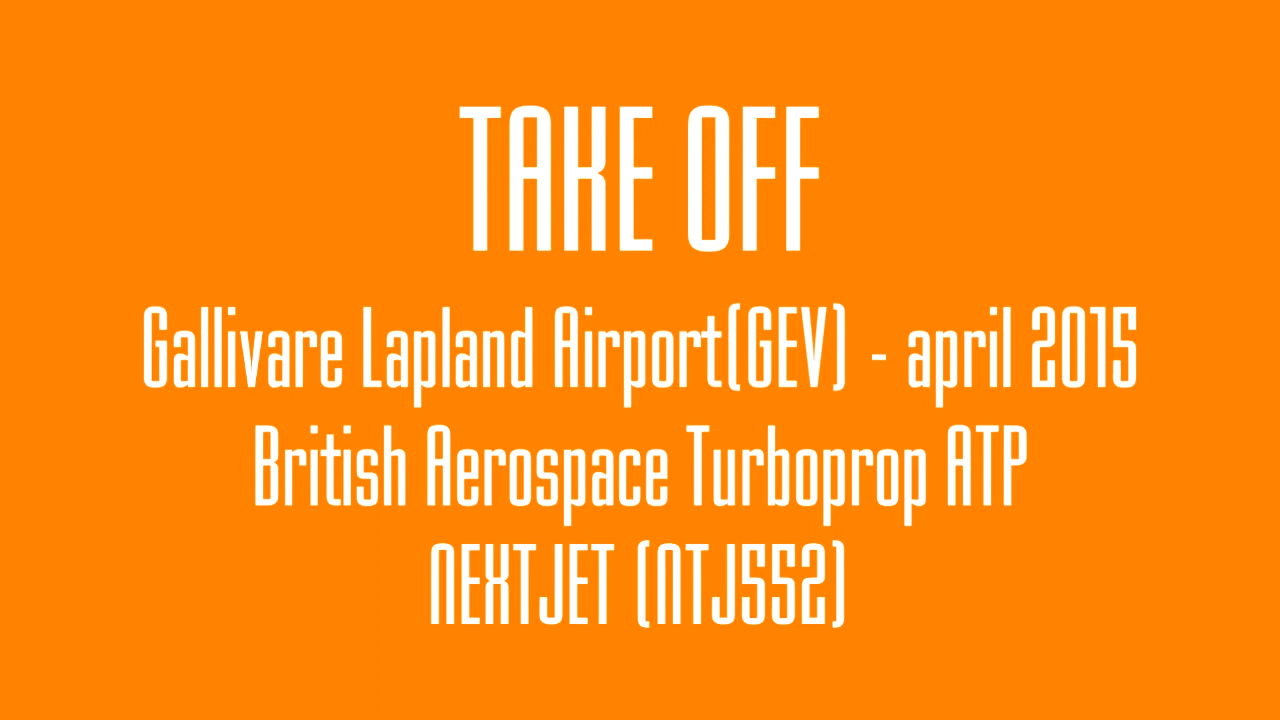 TAKE OFF
Gallivare Lapland Airport(GEV) - april 2015
British Aerospace Turboprop ATP
NEXTJET (NTJ552)